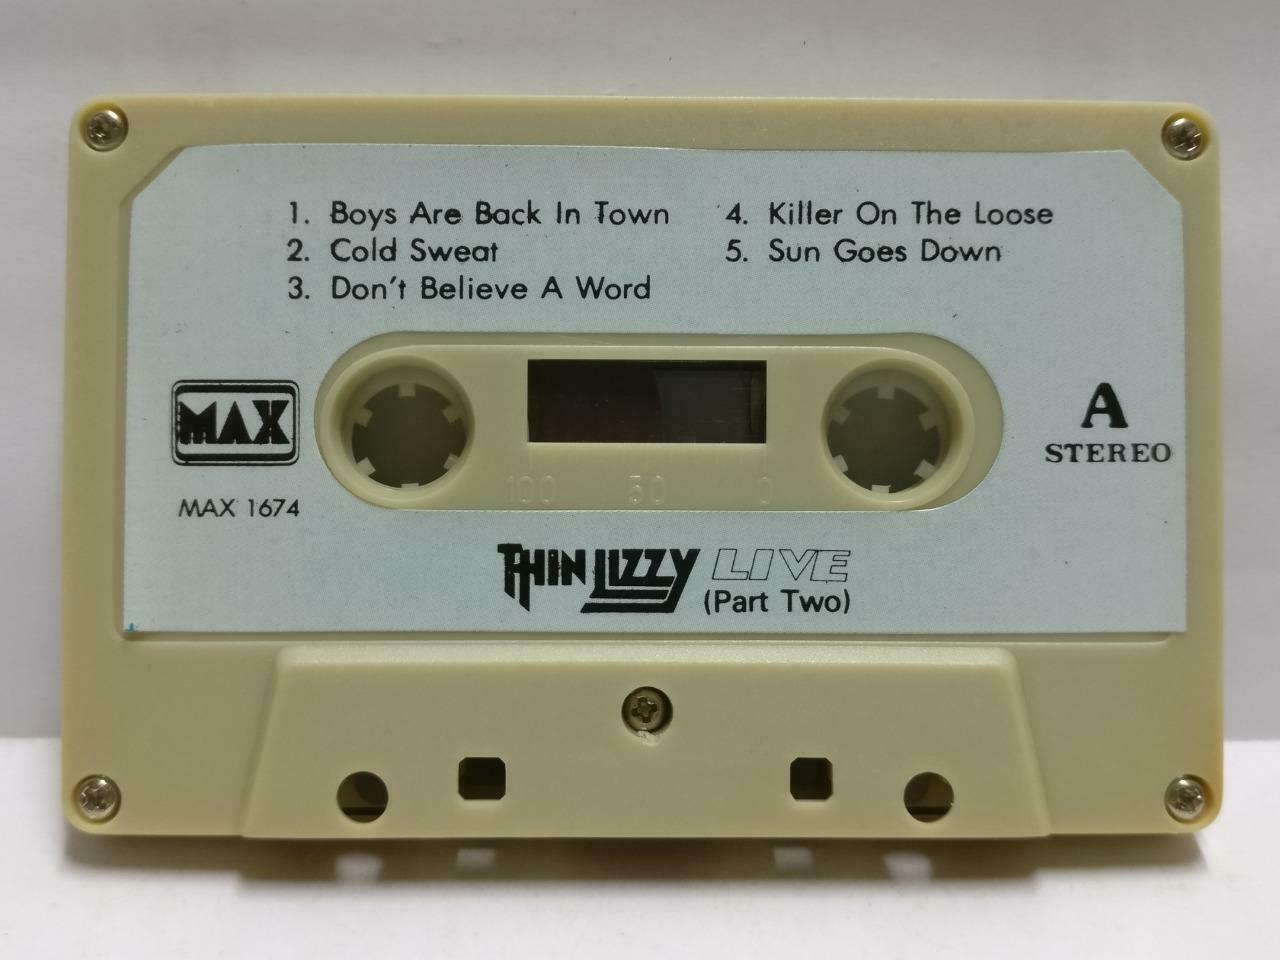 1. Boys Are Back In Town
2. Cold Sweat
3. Don't Believe A Word
4. Killer On The Loose
5. Sun Goes Down
MAX
MAX 1674
A
STEREO
100 50 0
THIN LIZZY LIVE
(Part Two)